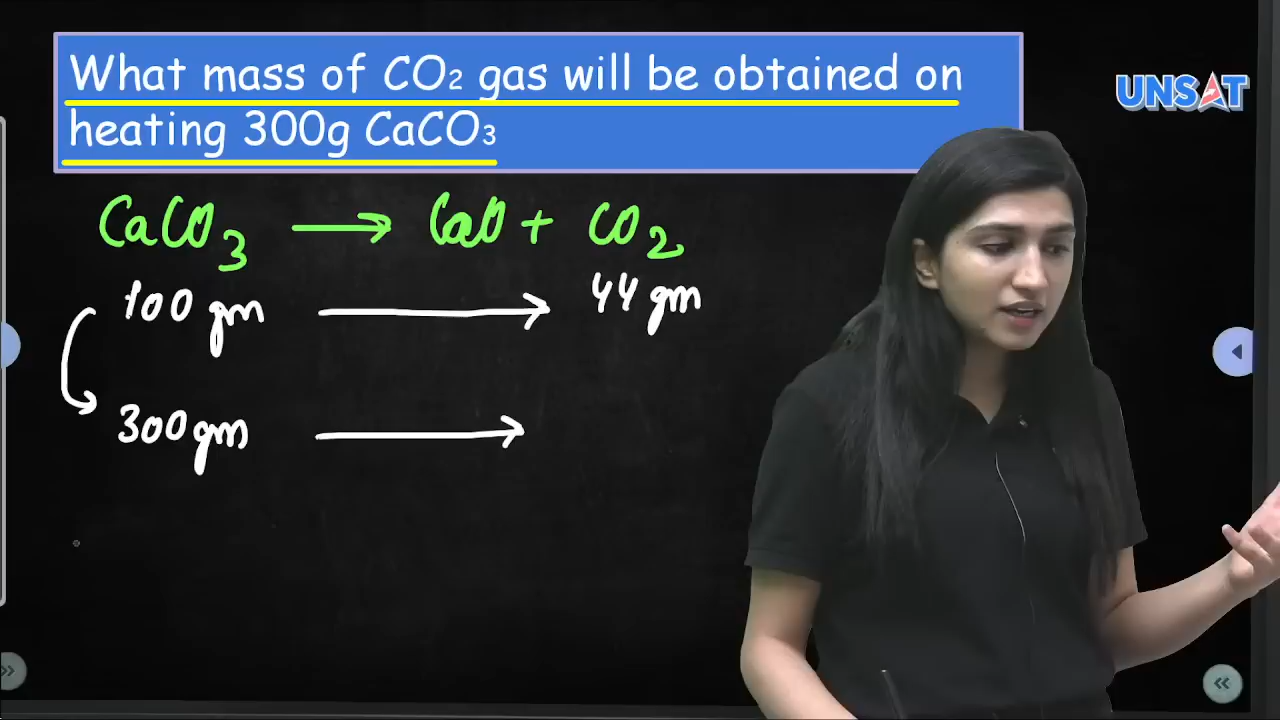 What mass of CO₂ gas will be obtained on
heating 300g CaCO₃
UNSAT
CaCO₃ ⟶ CaO + CO₂
100 gm ⟶ 44 gm
300 gm ⟶